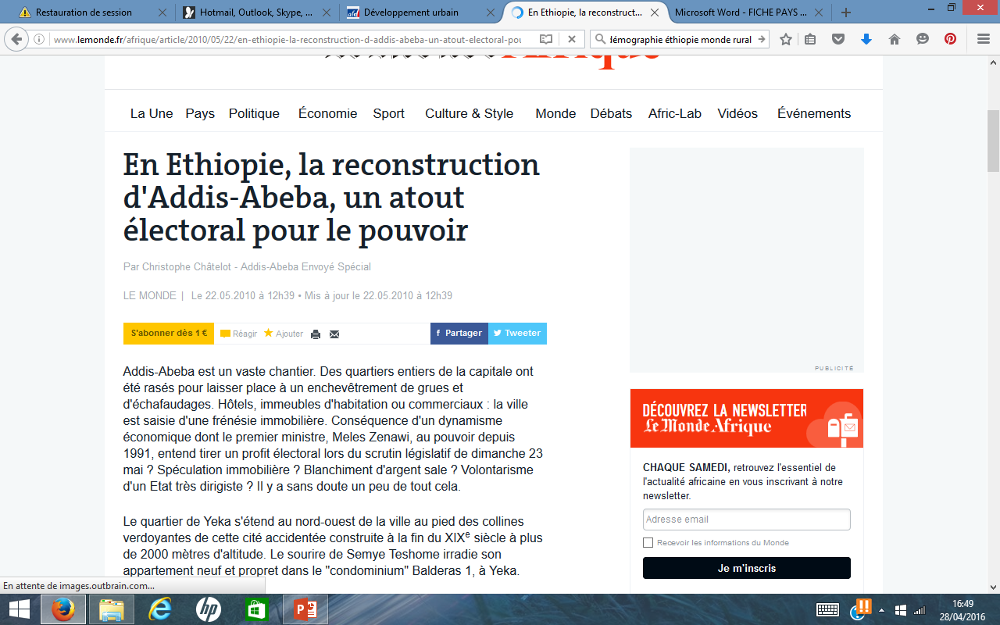 Restauration de session
Hotmail, Outlook, Skype, ...
Développement urbain
En Ethiopie, la reconstruct...
Microsoft Word - FICHE PAYS ...
www.lemonde.fr/afrique/article/2010/05/22/en-ethiopie-la-reconstruction-d-addis-abeba-un-atout-electoral-pou
démographie éthiopie monde rural
La Une Pays Politique Économie Sport Culture & Style Monde Débats Afric-Lab Vidéos Événements
En Ethiopie, la reconstruction
d'Addis-Abeba, un atout
électoral pour le pouvoir
Par Christophe Châtelot - Addis-Abeba Envoyé Spécial
LE MONDE | Le 22.05.2010 à 12h39 • Mis à jour le 22.05.2010 à 12h39
S'abonner dès 1 € Réagir Ajouter Partager Tweeter
Addis-Abeba est un vaste chantier. Des quartiers entiers de la capitale ont
été rasés pour laisser place à un enchevêtrement de grues et
d'échafaudages. Hôtels, immeubles d'habitation ou commerciaux : la ville
est saisie d'une frénésie immobilière. Conséquence d'un dynamisme
économique dont le premier ministre, Meles Zenawi, au pouvoir depuis
1991, entend tirer un profit électoral lors du scrutin législatif de dimanche 23
mai ? Spéculation immobilière ? Blanchiment d'argent sale ? Volontarisme
d'un Etat très dirigiste ? Il y a sans doute un peu de tout cela.
Le quartier de Yeka s'étend au nord-ouest de la ville au pied des collines
verdoyantes de cette cité accidentée construite à la fin du XIXe siècle à plus
de 2000 mètres d'altitude. Le sourire de Semye Teshome irradie son
appartement neuf et propret dans le "condominium" Balderas 1, à Yeka.
PUBLICITÉ
DÉCOUVREZ LA NEWSLETTER
Le Monde Afrique
CHAQUE SAMEDI, retrouvez l'essentiel de
l'actualité africaine en vous inscrivant à notre
newsletter.
Adresse email
Recevoir les informations du Monde
Je m'inscris
En attente de images.outbrain.com...
16:49
28/04/2016